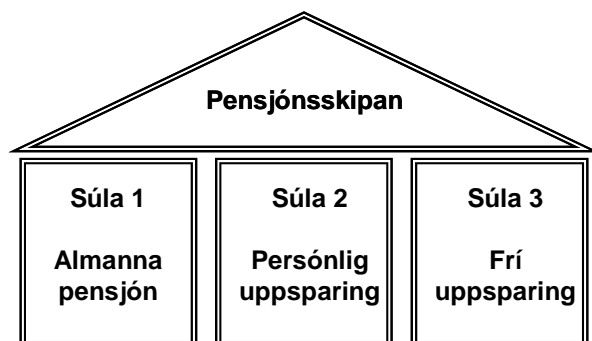 Pensjónsskipan
Súla 1
Almanna
pensjón
Súla 2
Persónlig
uppsparing
Súla 3
Frí
uppsparing